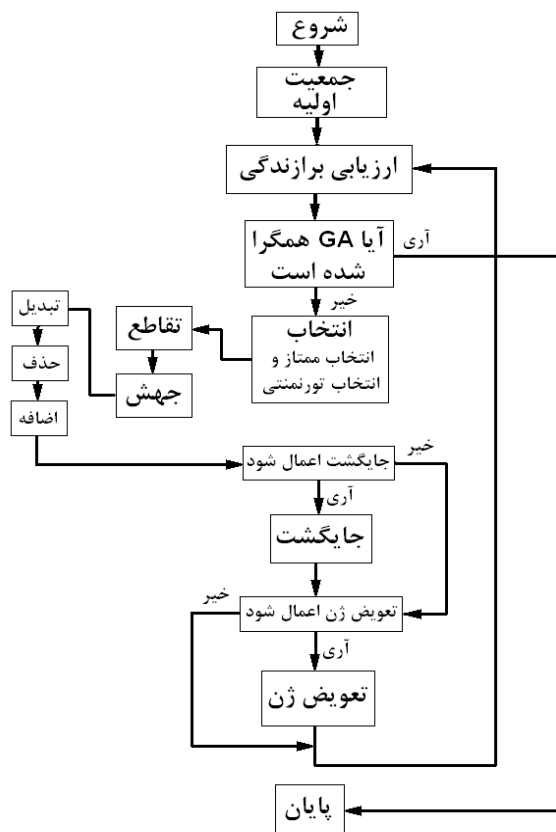 شروع
جمعیت
اولیه
ارزیابی برازندگی
آیا GA همگرا
شده است
آری
خیر
انتخاب
انتخاب ممتاز و
انتخاب تورنمنتی
تقاطع
جهش
تبدیل
حذف
اضافه
جایگشت اعمال شود
خیر
آری
جایگشت
تعویض ژن اعمال شود
خیر
آری
تعویض ژن
پایان